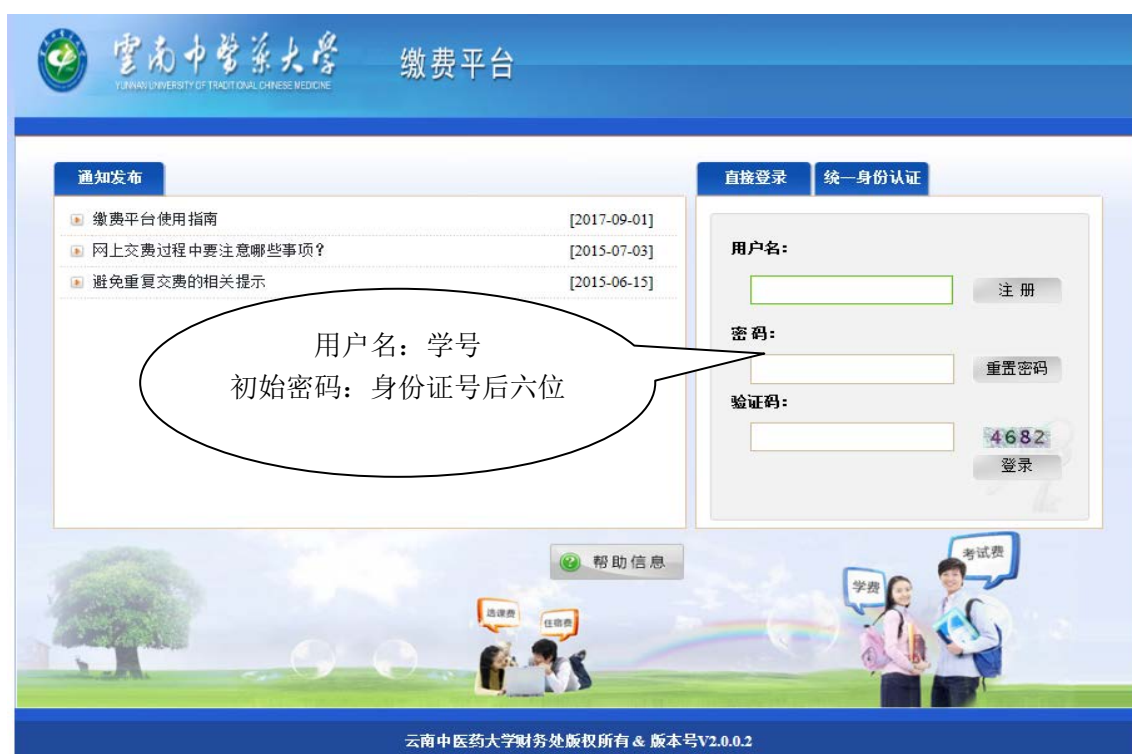 雲南中醫藥大學
YUNNAN UNIVERSITY OF TRADITIONAL CHINESE MEDICINE
缴费平台
通知发布
缴费平台使用指南 [2017-09-01]
网上交费过程中要注意哪些事项? [2015-07-03]
避免重复交费的相关提示 [2015-06-15]
用户名：学号
初始密码：身份证号后六位
直接登录 统一身份认证
用户名:
注 册
密 码:
重置密码
验证码:
4682
登录
帮助信息
选课费
住宿费
学费
考试费
云南中医药大学财务处版权所有 & 版本号V2.0.0.2